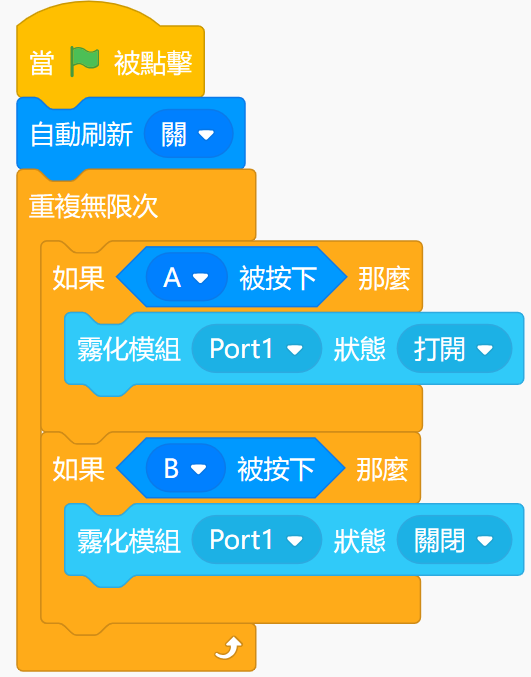 當 被點擊
自動刷新 關
重複無限次
如果 A 被按下 那麼
霧化模組 Port1 狀態 打開
如果 B 被按下 那麼
霧化模組 Port1 狀態 關閉